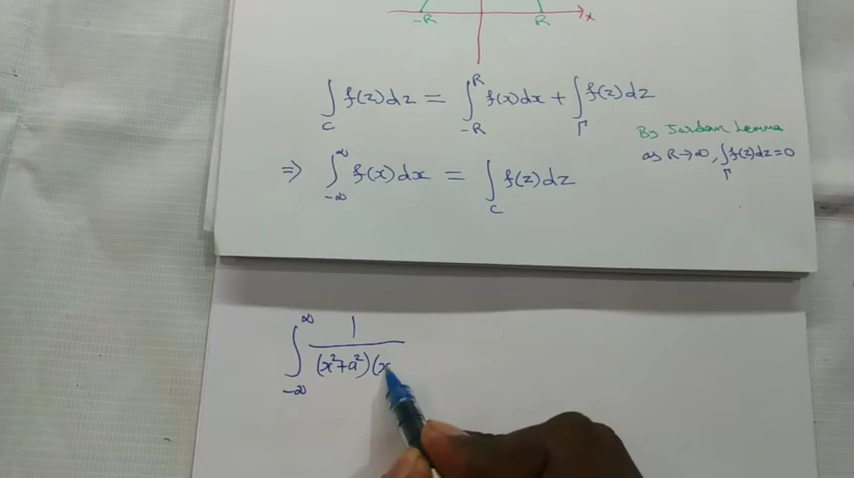 -R R x
∫_C f(z)dz = ∫_{-R}^{R} f(x)dx + ∫_Γ f(z)dz
By Jordan Lemma
as R→∞, ∫_Γ f(z)dz=0
⇒ ∫_{-∞}^{∞} f(x)dx = ∫_C f(z)dz
∫_{-∞}^{∞} 1/(x²+a²)(x